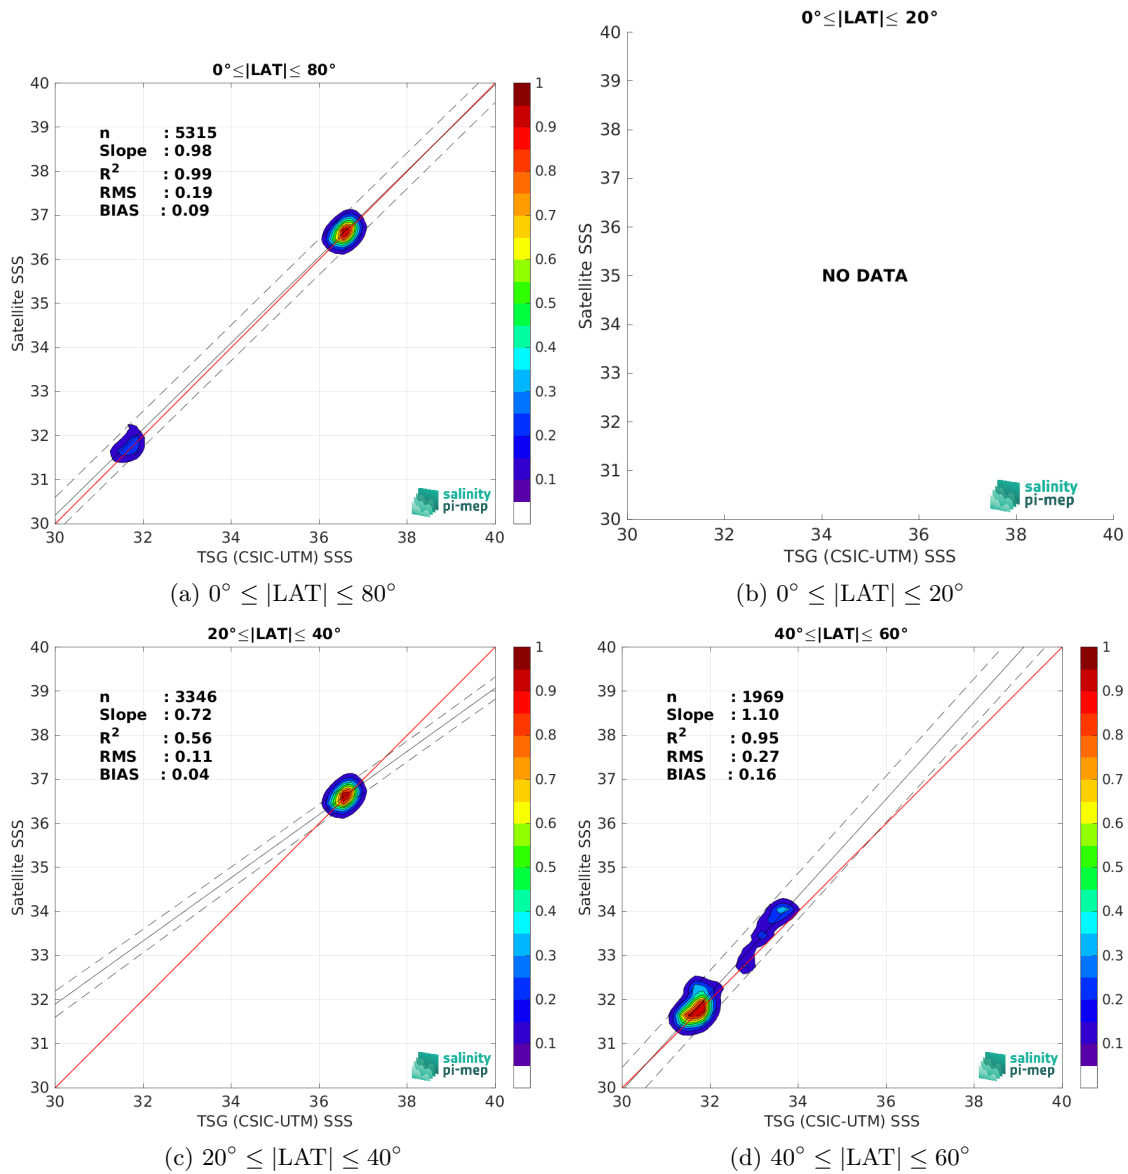 0°≤|LAT|≤ 80°
40
39
38
37
36
35
34
33
32
31
30
Satellite SSS
n : 5315
Slope : 0.98
R² : 0.99
RMS : 0.19
BIAS : 0.09
salinity
pi-mep
30 32 34 36 38 40
TSG (CSIC-UTM) SSS
1
0.9
0.8
0.7
0.6
0.5
0.4
0.3
0.2
0.1
(a) 0° ≤ |LAT| ≤ 80°
0°≤|LAT|≤ 20°
40
39
38
37
36
35
34
33
32
31
30
Satellite SSS
NO DATA
salinity
pi-mep
30 32 34 36 38 40
TSG (CSIC-UTM) SSS
(b) 0° ≤ |LAT| ≤ 20°
20°≤|LAT|≤ 40°
40
39
38
37
36
35
34
33
32
31
30
Satellite SSS
n : 3346
Slope : 0.72
R² : 0.56
RMS : 0.11
BIAS : 0.04
salinity
pi-mep
30 32 34 36 38 40
TSG (CSIC-UTM) SSS
1
0.9
0.8
0.7
0.6
0.5
0.4
0.3
0.2
0.1
(c) 20° ≤ |LAT| ≤ 40°
40°≤|LAT|≤ 60°
40
39
38
37
36
35
34
33
32
31
30
Satellite SSS
n : 1969
Slope : 1.10
R² : 0.95
RMS : 0.27
BIAS : 0.16
salinity
pi-mep
30 32 34 36 38 40
TSG (CSIC-UTM) SSS
1
0.9
0.8
0.7
0.6
0.5
0.4
0.3
0.2
0.1
(d) 40° ≤ |LAT| ≤ 60°